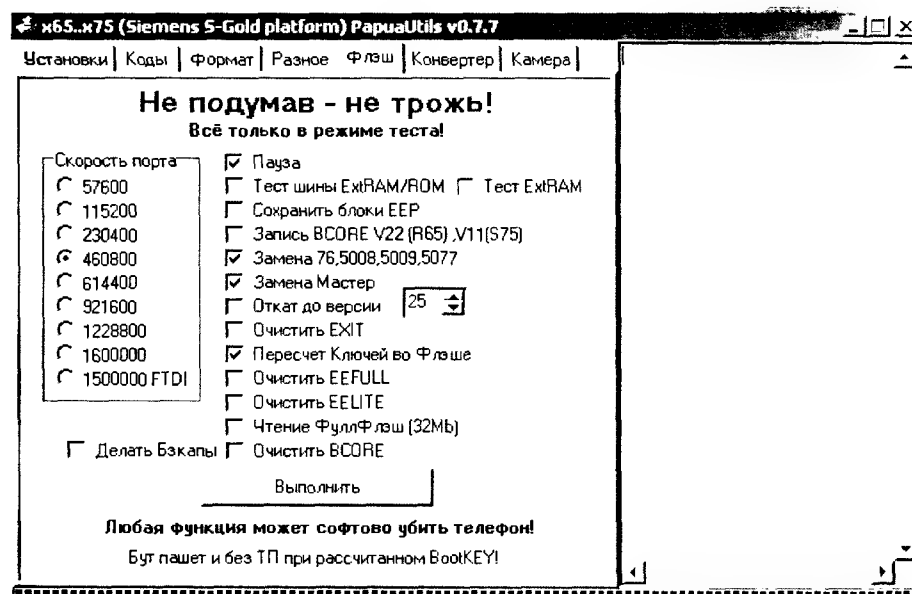 x65..x75 (Siemens S-Gold platform) PapuaUtils v0.7.7
Установки Коды Формат Разное Флэш Конвертер Камера
Не подумав - не трожь!
Всё только в режиме теста!
Скорость порта
57600
115200
230400
460800
614400
921600
1228800
1600000
1500000 FTDI
Делать Бэкапы
Пауза
Тест шины ExtRAM/ROM Тест ExtRAM
Сохранить блоки EEP
Запись BCORE V22 (R65) ,V11(S75)
Замена 76,5008,5009,5077
Замена Мастер
Откат до версии 25
Очистить EXIT
Пересчет Ключей во Флэше
Очистить EEFULL
Очистить EELITE
Чтение ФуллФлэш (32Mb)
Очистить BCORE
Выполнить
Любая функция может софтово убить телефон!
Бут пашет и без ТП при рассчитанном BootKEY!